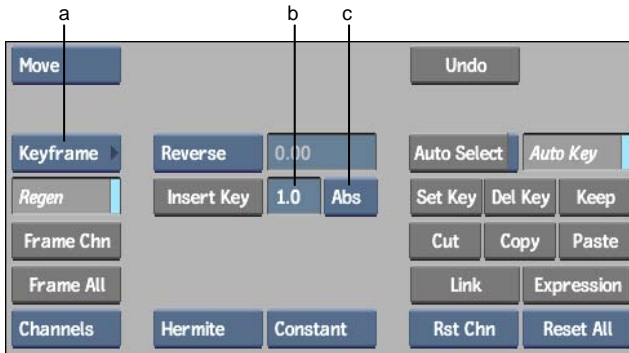 a b c
Move Undo
Keyframe Reverse 0.00 Auto Select Auto Key
Regen Insert Key 1.0 Abs Set Key Del Key Keep
Frame Chn Cut Copy Paste
Frame All Link Expression
Channels Hermite Constant Rst Chn Reset All